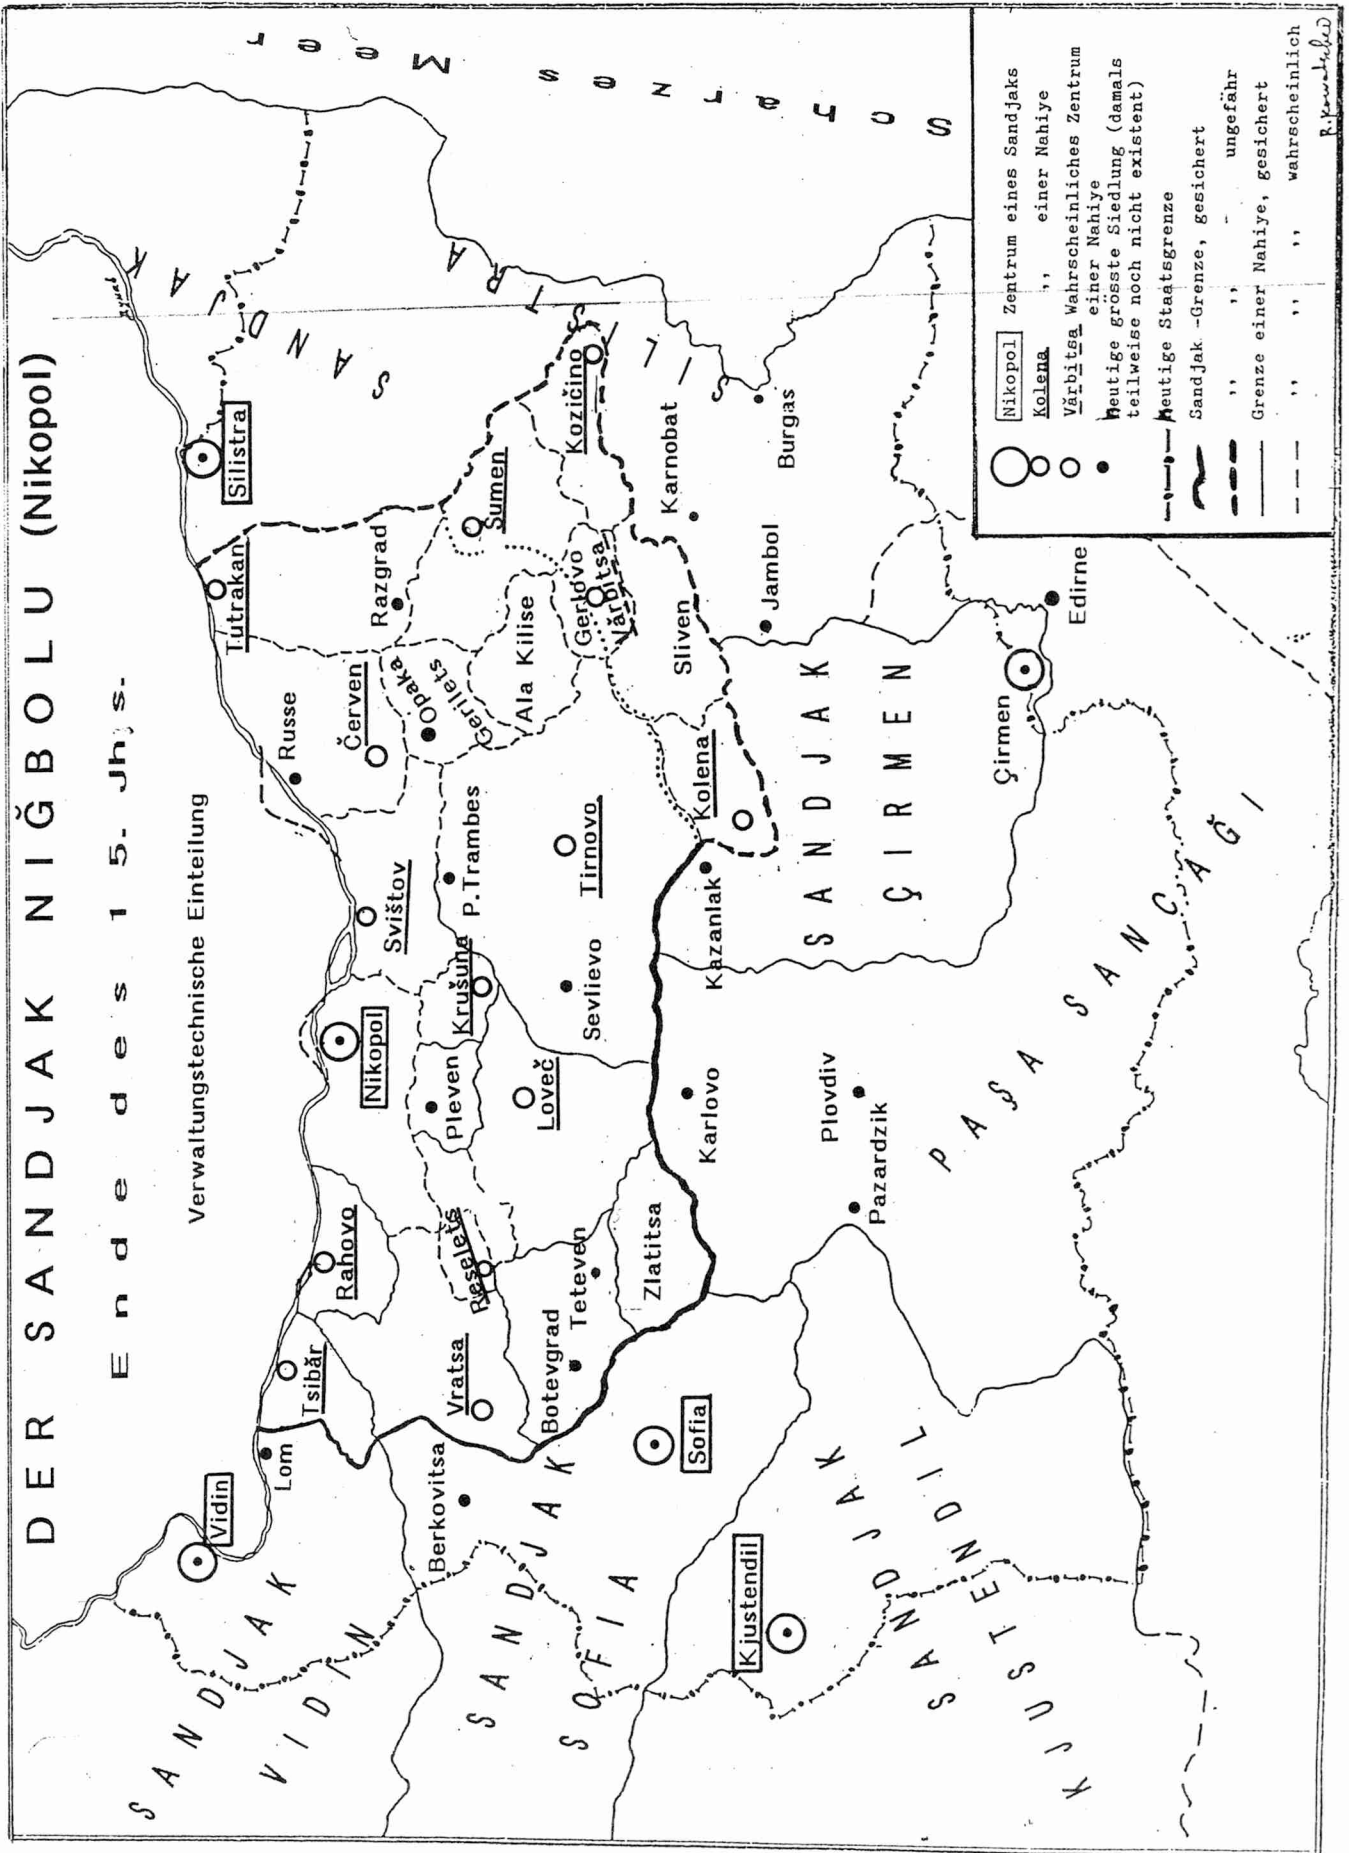 DER SANDJAK NIĞBOLU (Nikopol)
Ende des 15. Jhs.
Verwaltungstechnische Einteilung
Schwarzes Meer
SANDJAK
SILISTRA
SANDJAK
VIDIN
SANDJAK
SOFIA
SANDJAK
KJUSTENDIL
SANDJAK
ÇIRMEN
PAŞA SANCAĞI
Vidin
Lom
Tsibăr
Rahovo
Nikopol
Svištov
Russe
Červen
Tutrakan
Silistra
Razgrad
Opaka
Gerilets
Šumen
Ala Kilise
Gerlovo
Vărbitsa
Kozičino
Berkovitsa
Vratsa
Reselets
Pleven
Krušuna
P.Trambes
Botevgrad
Teteven
Loveč
Sevlievo
Tirnovo
Sliven
Karnobat
Burgas
Sofia
Zlatitsa
Karlovo
Kazanlak
Kolena
Jambol
Kjustendil
Pazardzik
Plovdiv
Çirmen
Edirne
Nikopol Zentrum eines Sandjaks
Kolena ,, einer Nahiye
Vărbitsa Wahrscheinliches Zentrum
einer Nahiye
Heutige grösste Siedlung (damals
teilweise noch nicht existent)
Heutige Staatsgrenze
Sandjak -Grenze, gesichert
,, ,, - ungefähr
Grenze einer Nahiye, gesichert
,, ,, ,, wahrscheinlich